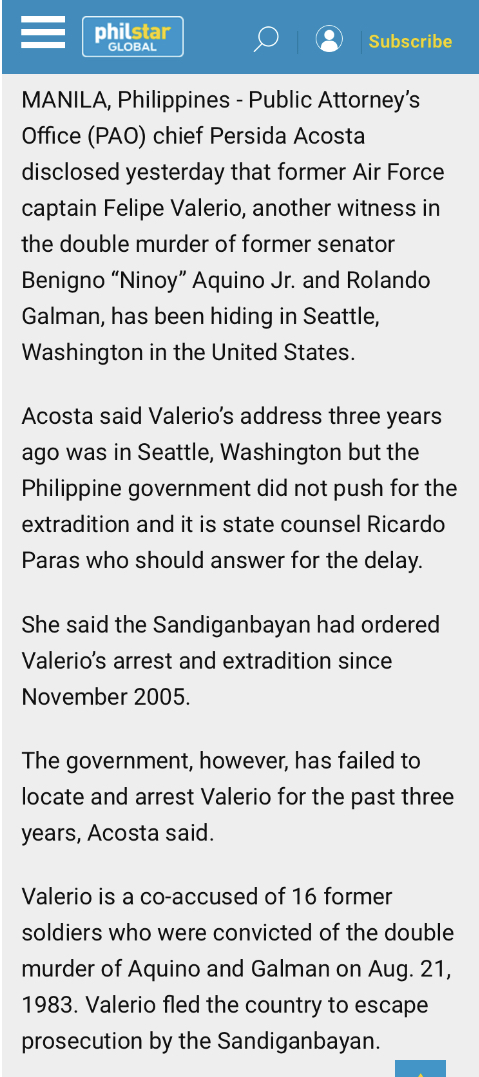 philstar
GLOBAL
Subscribe
MANILA, Philippines - Public Attorney’s
Office (PAO) chief Persida Acosta
disclosed yesterday that former Air Force
captain Felipe Valerio, another witness in
the double murder of former senator
Benigno “Ninoy” Aquino Jr. and Rolando
Galman, has been hiding in Seattle,
Washington in the United States.
Acosta said Valerio’s address three years
ago was in Seattle, Washington but the
Philippine government did not push for the
extradition and it is state counsel Ricardo
Paras who should answer for the delay.
She said the Sandiganbayan had ordered
Valerio’s arrest and extradition since
November 2005.
The government, however, has failed to
locate and arrest Valerio for the past three
years, Acosta said.
Valerio is a co-accused of 16 former
soldiers who were convicted of the double
murder of Aquino and Galman on Aug. 21,
1983. Valerio fled the country to escape
prosecution by the Sandiganbayan.